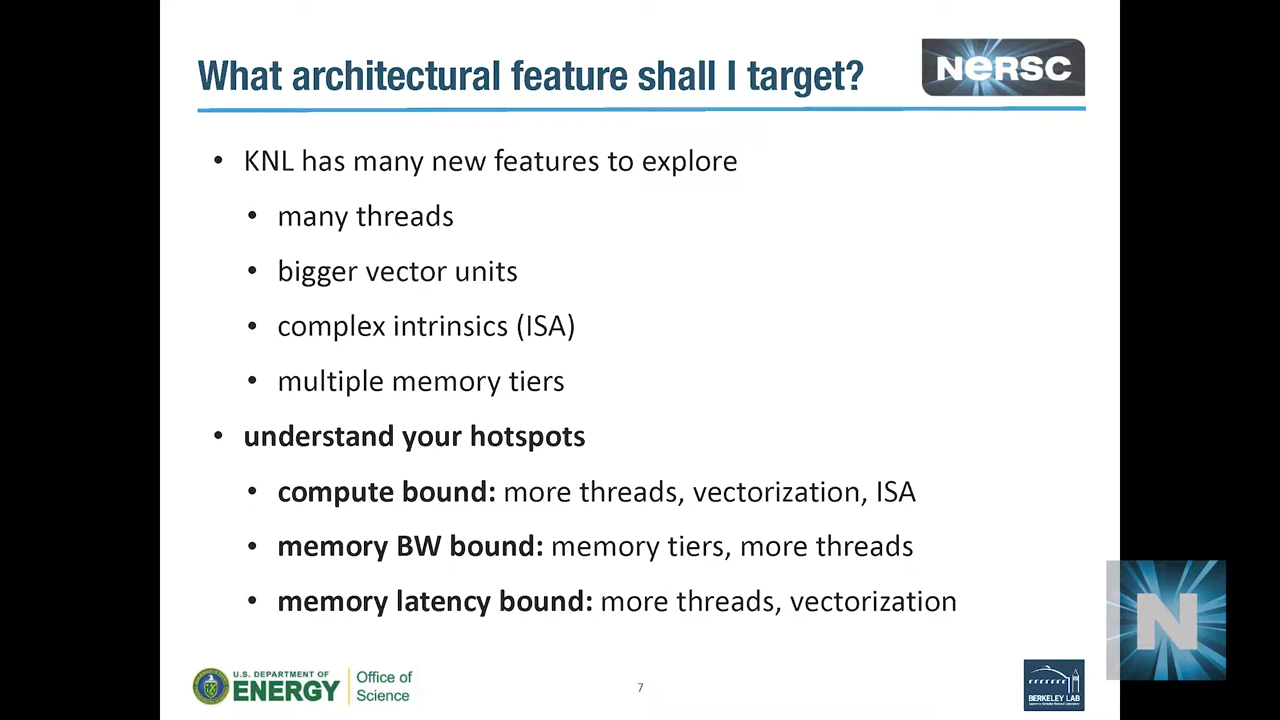 What architectural feature shall I target?
NERSC
• KNL has many new features to explore
• many threads
• bigger vector units
• complex intrinsics (ISA)
• multiple memory tiers
• understand your hotspots
• compute bound: more threads, vectorization, ISA
• memory BW bound: memory tiers, more threads
• memory latency bound: more threads, vectorization
U.S. DEPARTMENT OF
ENERGY
Office of
Science
7
BERKELEY LAB
N